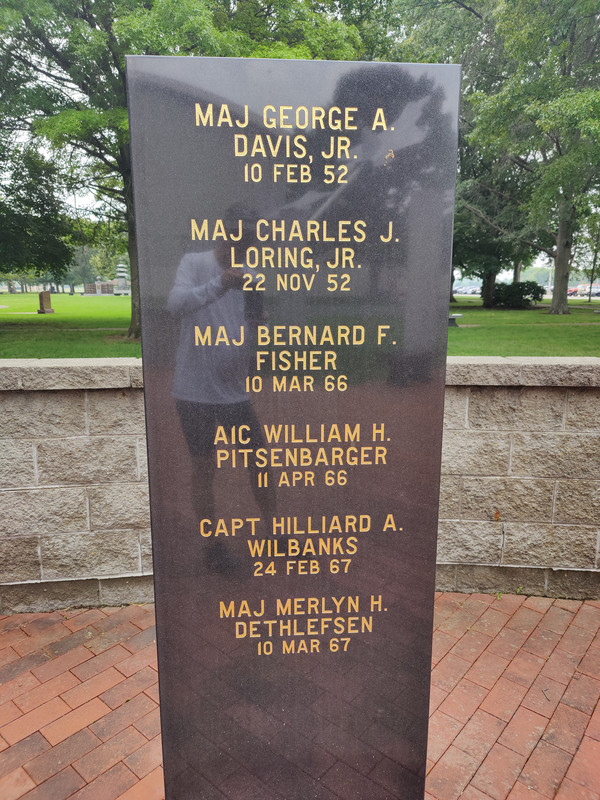 MAJ GEORGE A.
DAVIS, JR.
10 FEB 52
MAJ CHARLES J.
LORING, JR.
22 NOV 52
MAJ BERNARD F.
FISHER
10 MAR 66
A1C WILLIAM H.
PITSENBARGER
11 APR 66
CAPT HILLIARD A.
WILBANKS
24 FEB 67
MAJ MERLYN H.
DETHLEFSEN
10 MAR 67